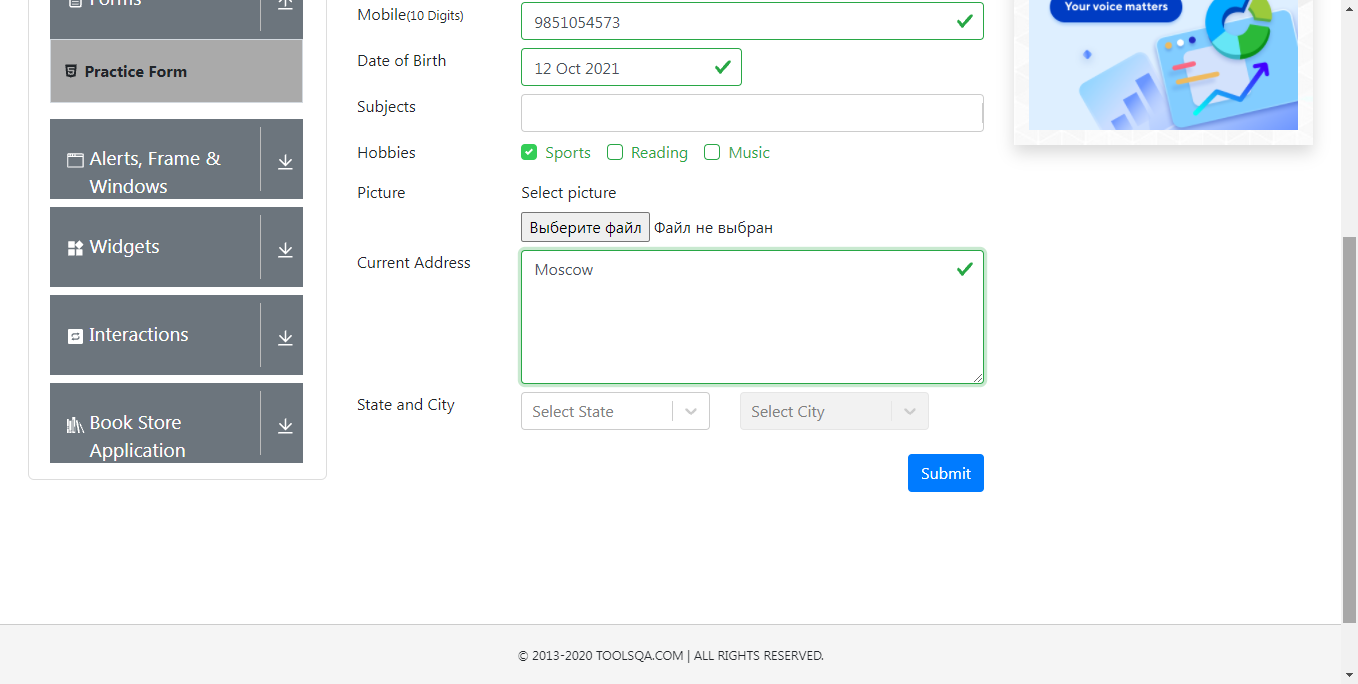 Forms
Practice Form
Alerts, Frame &
Windows
Widgets
Interactions
Book Store
Application
Mobile(10 Digits)
9851054573
Date of Birth
12 Oct 2021
Subjects
Hobbies
Sports
Reading
Music
Picture
Select picture
Выберите файл Файл не выбран
Current Address
Moscow
State and City
Select State
Select City
Submit
Your voice matters
© 2013-2020 TOOLSQA.COM | ALL RIGHTS RESERVED.